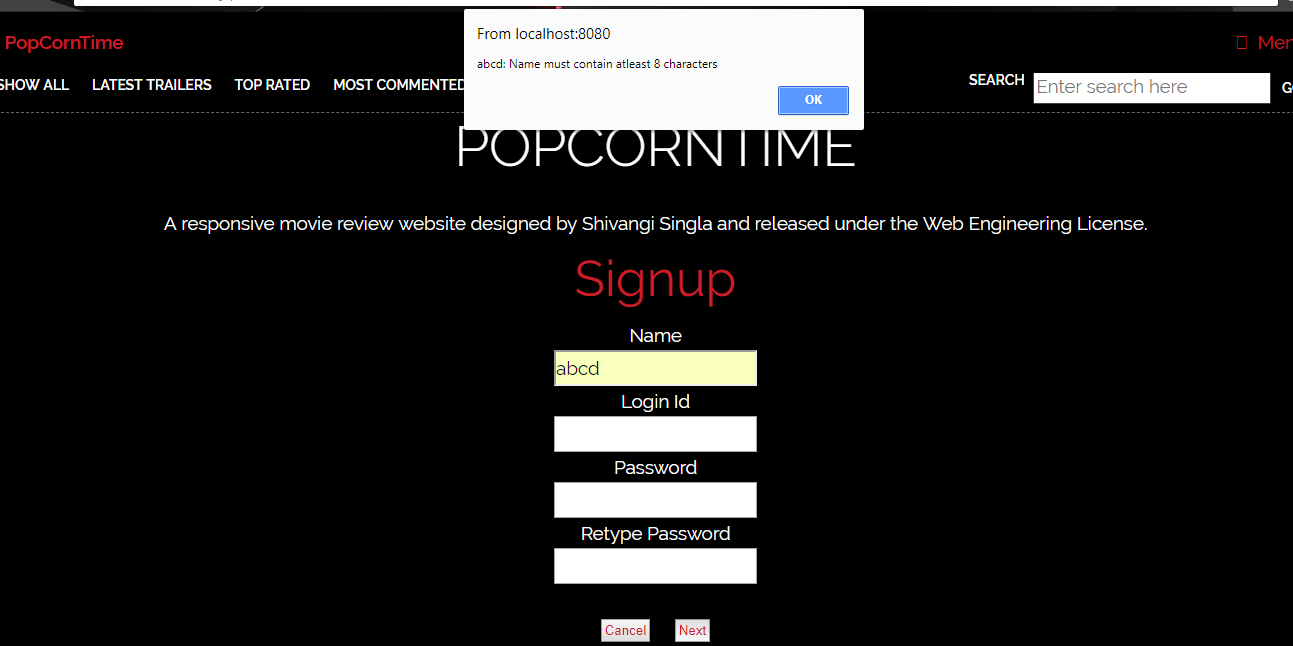 From localhost:8080
abcd: Name must contain atleast 8 characters
OK
PopCornTime
SHOW ALL LATEST TRAILERS TOP RATED MOST COMMENTED SEARCH Enter search here
POPCORNTIME
A responsive movie review website designed by Shivangi Singla and released under the Web Engineering License.
Signup
Name
abcd
Login Id
Password
Retype Password
Cancel Next